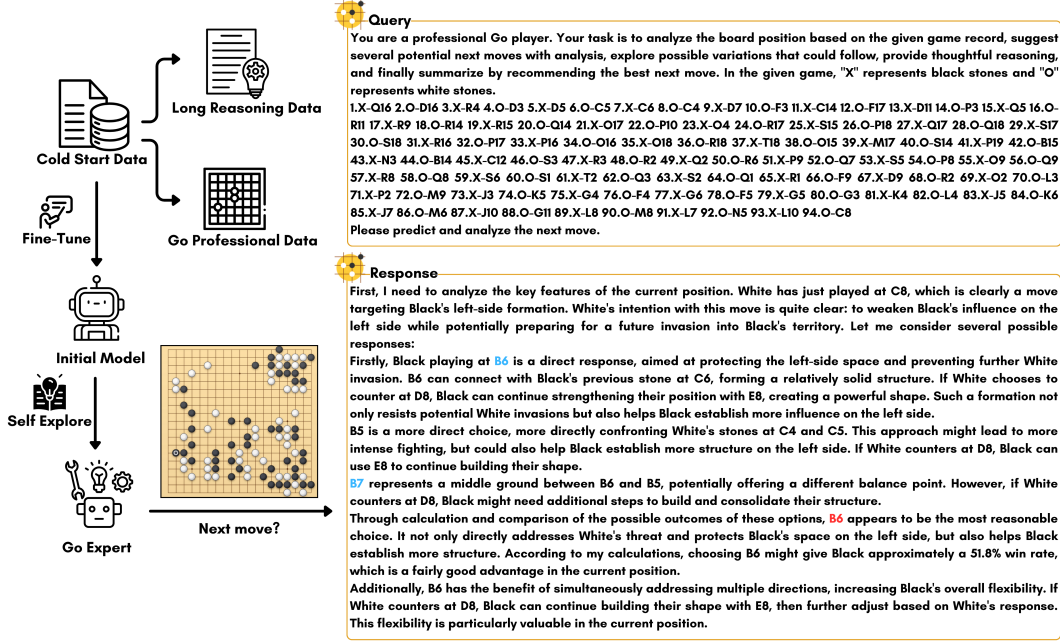 Long Reasoning Data
Cold Start Data
Fine-Tune
Go Professional Data
Initial Model
Self Explore
Go Expert
Next move?
Query
You are a professional Go player. Your task is to analyze the board position based on the given game record, suggest
several potential next moves with analysis, explore possible variations that could follow, provide thoughtful reasoning,
and finally summarize by recommending the best next move. In the given game, "X" represents black stones and "O"
represents white stones.
1.X-Q16 2.O-D16 3.X-R4 4.O-D3 5.X-D5 6.O-C5 7.X-C6 8.O-C4 9.X-D7 10.O-F3 11.X-C14 12.O-F17 13.X-D11 14.O-P3 15.X-Q5 16.O-
R11 17.X-R9 18.O-R14 19.X-R15 20.O-Q14 21.X-O17 22.O-P10 23.X-O4 24.O-R17 25.X-S15 26.O-P18 27.X-Q17 28.O-Q18 29.X-S17
30.O-S18 31.X-R16 32.O-P17 33.X-P16 34.O-O16 35.X-O18 36.O-R18 37.X-T18 38.O-O15 39.X-M17 40.O-S14 41.X-P19 42.O-B15
43.X-N3 44.O-B14 45.X-C12 46.O-S3 47.X-R3 48.O-R2 49.X-Q2 50.O-R6 51.X-P9 52.O-Q7 53.X-S5 54.O-P8 55.X-O9 56.O-Q9
57.X-R8 58.O-Q8 59.X-S6 60.O-S1 61.X-T2 62.O-Q3 63.X-S2 64.O-Q1 65.X-R1 66.O-F9 67.X-D9 68.O-R2 69.X-O2 70.O-L3
71.X-P2 72.O-M9 73.X-J3 74.O-K5 75.X-G4 76.O-F4 77.X-G6 78.O-F5 79.X-G5 80.O-G3 81.X-K4 82.O-L4 83.X-J5 84.O-K6
85.X-J7 86.O-M6 87.X-J10 88.O-G11 89.X-L8 90.O-M8 91.X-L7 92.O-N5 93.X-L10 94.O-C8
Please predict and analyze the next move.
Response
First, I need to analyze the key features of the current position. White has just played at C8, which is clearly a move
targeting Black's left-side formation. White's intention with this move is quite clear: to weaken Black's influence on the
left side while potentially preparing for a future invasion into Black's territory. Let me consider several possible
responses:
Firstly, Black playing at B6 is a direct response, aimed at protecting the left-side space and preventing further White
invasion. B6 can connect with Black's previous stone at C6, forming a relatively solid structure. If White chooses to
counter at D8, Black can continue strengthening their position with E8, creating a powerful shape. Such a formation not
only resists potential White invasions but also helps Black establish more influence on the left side.
B5 is a more direct choice, more directly confronting White's stones at C4 and C5. This approach might lead to more
intense fighting, but could also help Black establish more structure on the left side. If White counters at D8, Black can
use E8 to continue building their shape.
B7 represents a middle ground between B6 and B5, potentially offering a different balance point. However, if White
counters at D8, Black might need additional steps to build and consolidate their structure.
Through calculation and comparison of the possible outcomes of these options, B6 appears to be the most reasonable
choice. It not only directly addresses White's threat and protects Black's space on the left side, but also helps Black
establish more structure. According to my calculations, choosing B6 might give Black approximately a 51.8% win rate,
which is a fairly good advantage in the current position.
Additionally, B6 has the benefit of simultaneously addressing multiple directions, increasing Black's overall flexibility. If
White counters at D8, Black can continue building their shape with E8, then further adjust based on White's response.
This flexibility is particularly valuable in the current position.